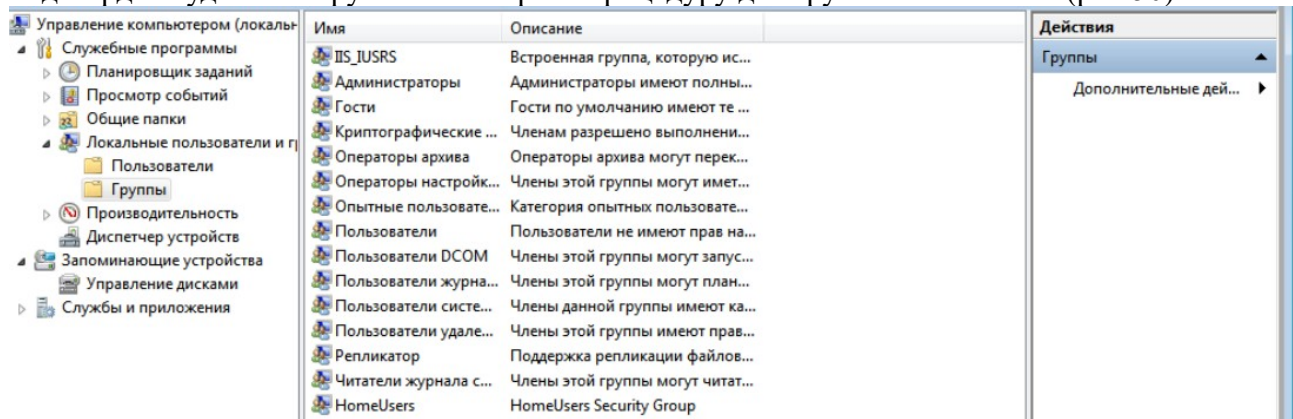 Управление компьютером (локальн
Служебные программы
Планировщик заданий
Просмотр событий
Общие папки
Локальные пользователи и гр
Пользователи
Группы
Производительность
Диспетчер устройств
Запоминающие устройства
Управление дисками
Службы и приложения
Имя Описание
IIS_IUSRS Встроенная группа, которую ис...
Администраторы Администраторы имеют полны...
Гости Гости по умолчанию имеют те ...
Криптографические ... Членам разрешено выполнени...
Операторы архива Операторы архива могут перек...
Операторы настройк... Члены этой группы могут имет...
Опытные пользовате... Категория опытных пользовате...
Пользователи Пользователи не имеют прав на...
Пользователи DCOM Члены этой группы могут запус...
Пользователи журна... Члены этой группы могут план...
Пользователи систе... Члены данной группы имеют ка...
Пользователи удале... Члены этой группы имеют прав...
Репликатор Поддержка репликации файлов...
Читатели журнала с... Члены этой группы могут читат...
HomeUsers HomeUsers Security Group
Действия
Группы
Дополнительные дей...